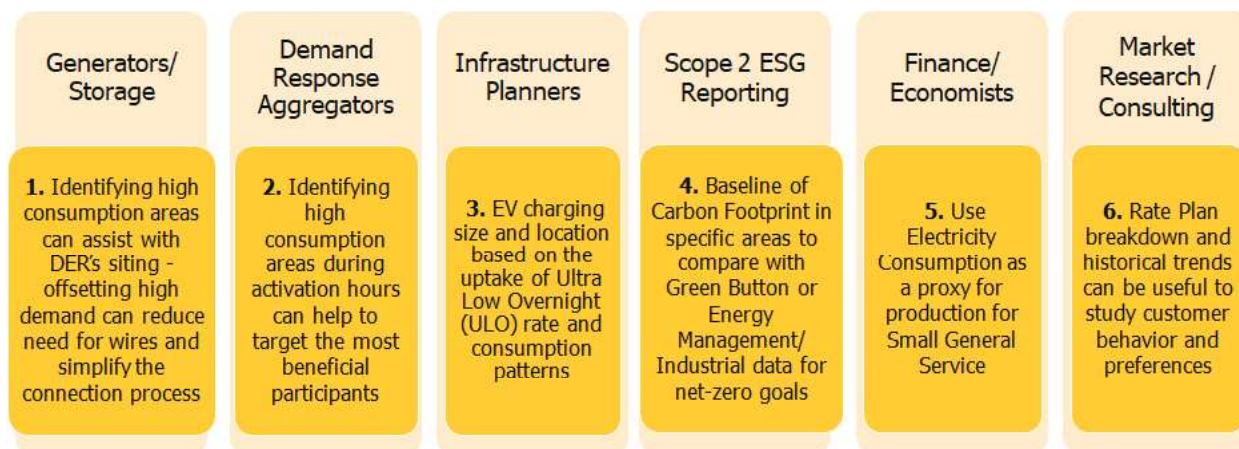 Generators/
Storage
1. Identifying high
consumption areas
can assist with
DER's siting -
offsetting high
demand can reduce
need for wires and
simplify the
connection process
Demand
Response
Aggregators
2. Identifying
high
consumption
areas during
activation hours
can help to
target the most
beneficial
participants
Infrastructure
Planners
3. EV charging
size and location
based on the
uptake of Ultra
Low Overnight
(ULO) rate and
consumption
patterns
Scope 2 ESG
Reporting
4. Baseline of
Carbon Footprint in
specific areas to
compare with
Green Button or
Energy
Management/
Industrial data for
net-zero goals
Finance/
Economists
5. Use
Electricity
Consumption as
a proxy for
production for
Small General
Service
Market
Research /
Consulting
6. Rate Plan
breakdown and
historical trends
can be useful to
study customer
behavior and
preferences